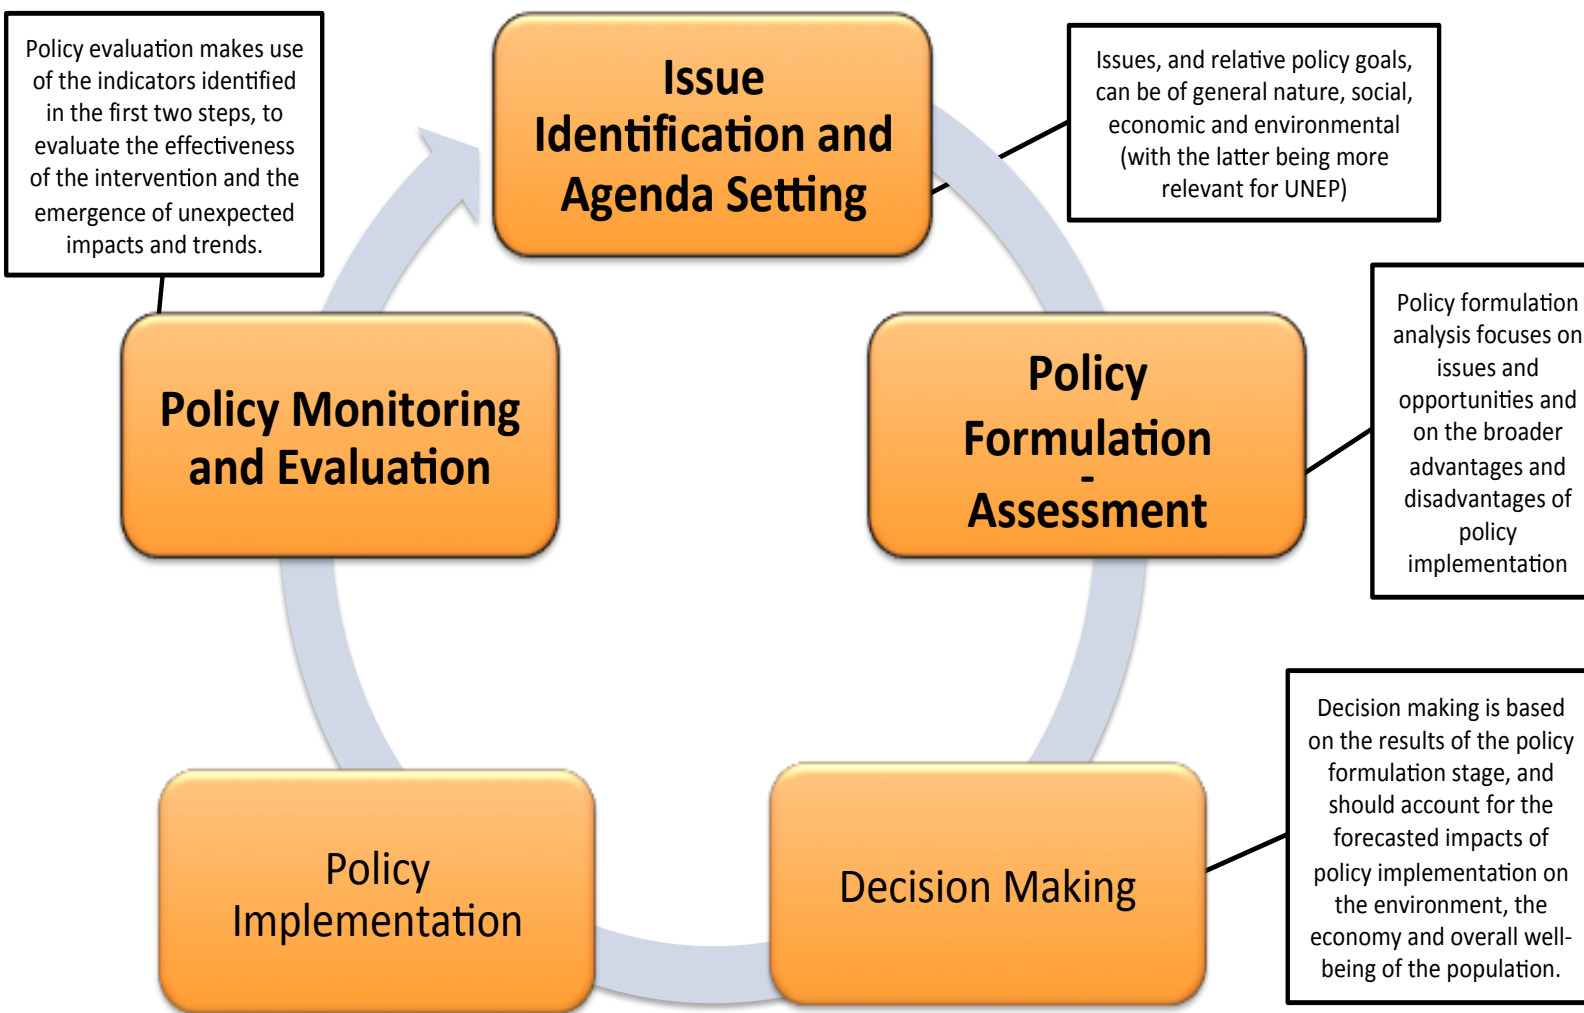 Policy evaluation makes use
of the indicators identified
in the first two steps, to
evaluate the effectiveness
of the intervention and the
emergence of unexpected
impacts and trends.
Issue
Identification and
Agenda Setting
Issues, and relative policy goals,
can be of general nature, social,
economic and environmental
(with the latter being more
relevant for UNEP)
Policy Monitoring
and Evaluation
Policy
Formulation
-
Assessment
Policy formulation
analysis focuses on
issues and
opportunities and
on the broader
advantages and
disadvantages of
policy
implementation
Policy
Implementation
Decision Making
Decision making is based
on the results of the policy
formulation stage, and
should account for the
forecasted impacts of
policy implementation on
the environment, the
economy and overall well-
being of the population.